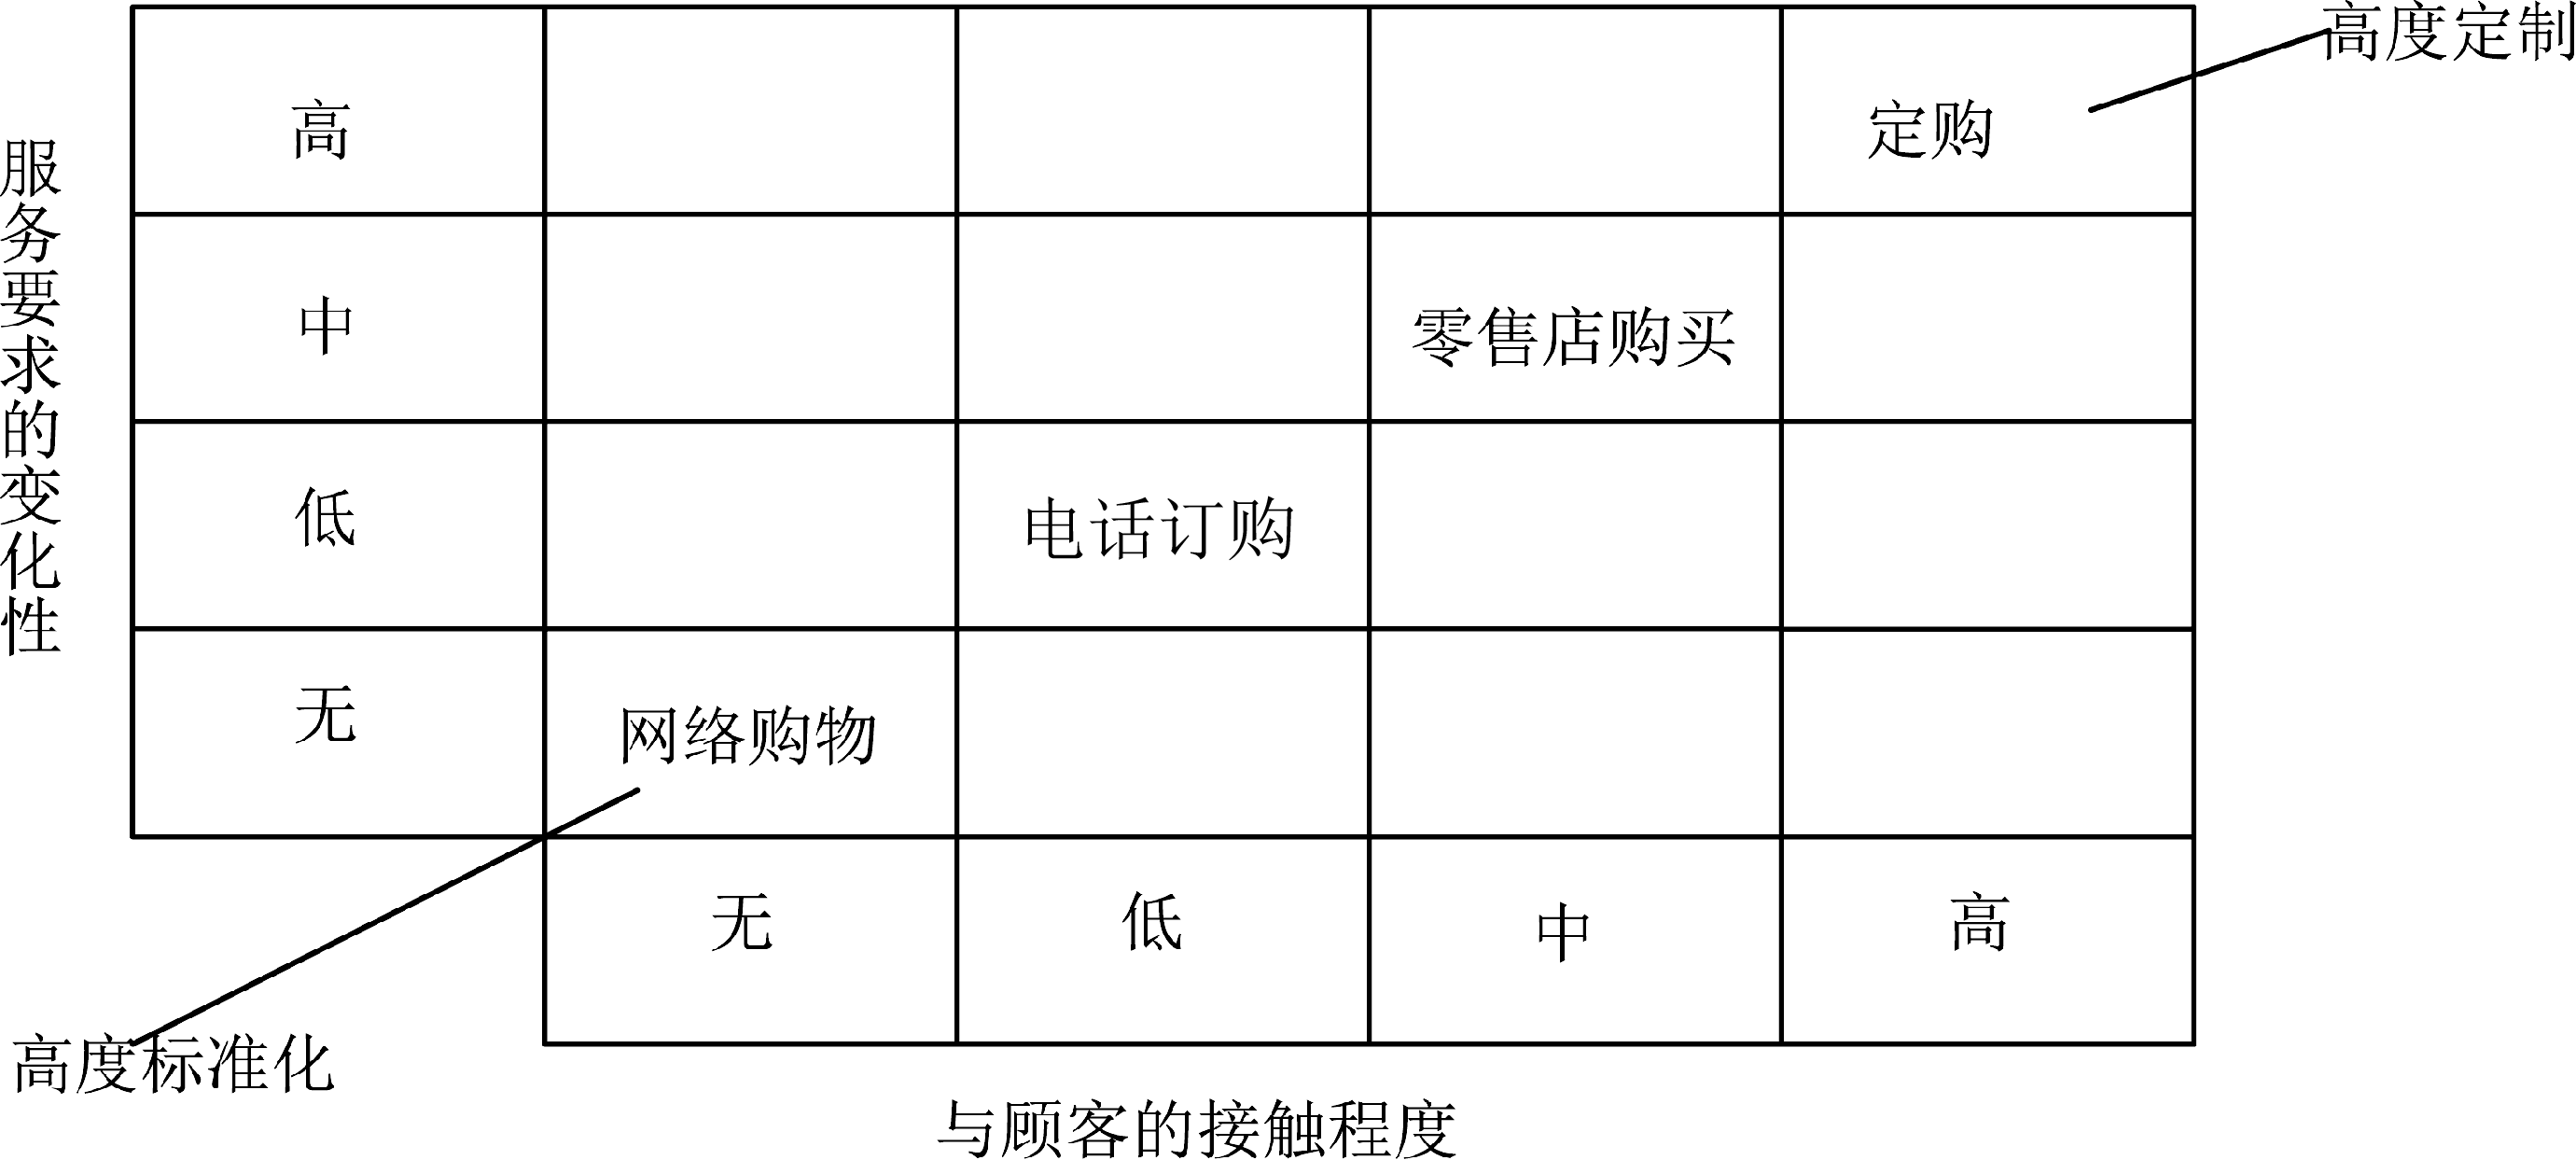 高度定制
服务要求的变化性
高
定购
中
零售店购买
低
电话订购
无
网络购物
无
低
中
高
高度标准化
与顾客的接触程度